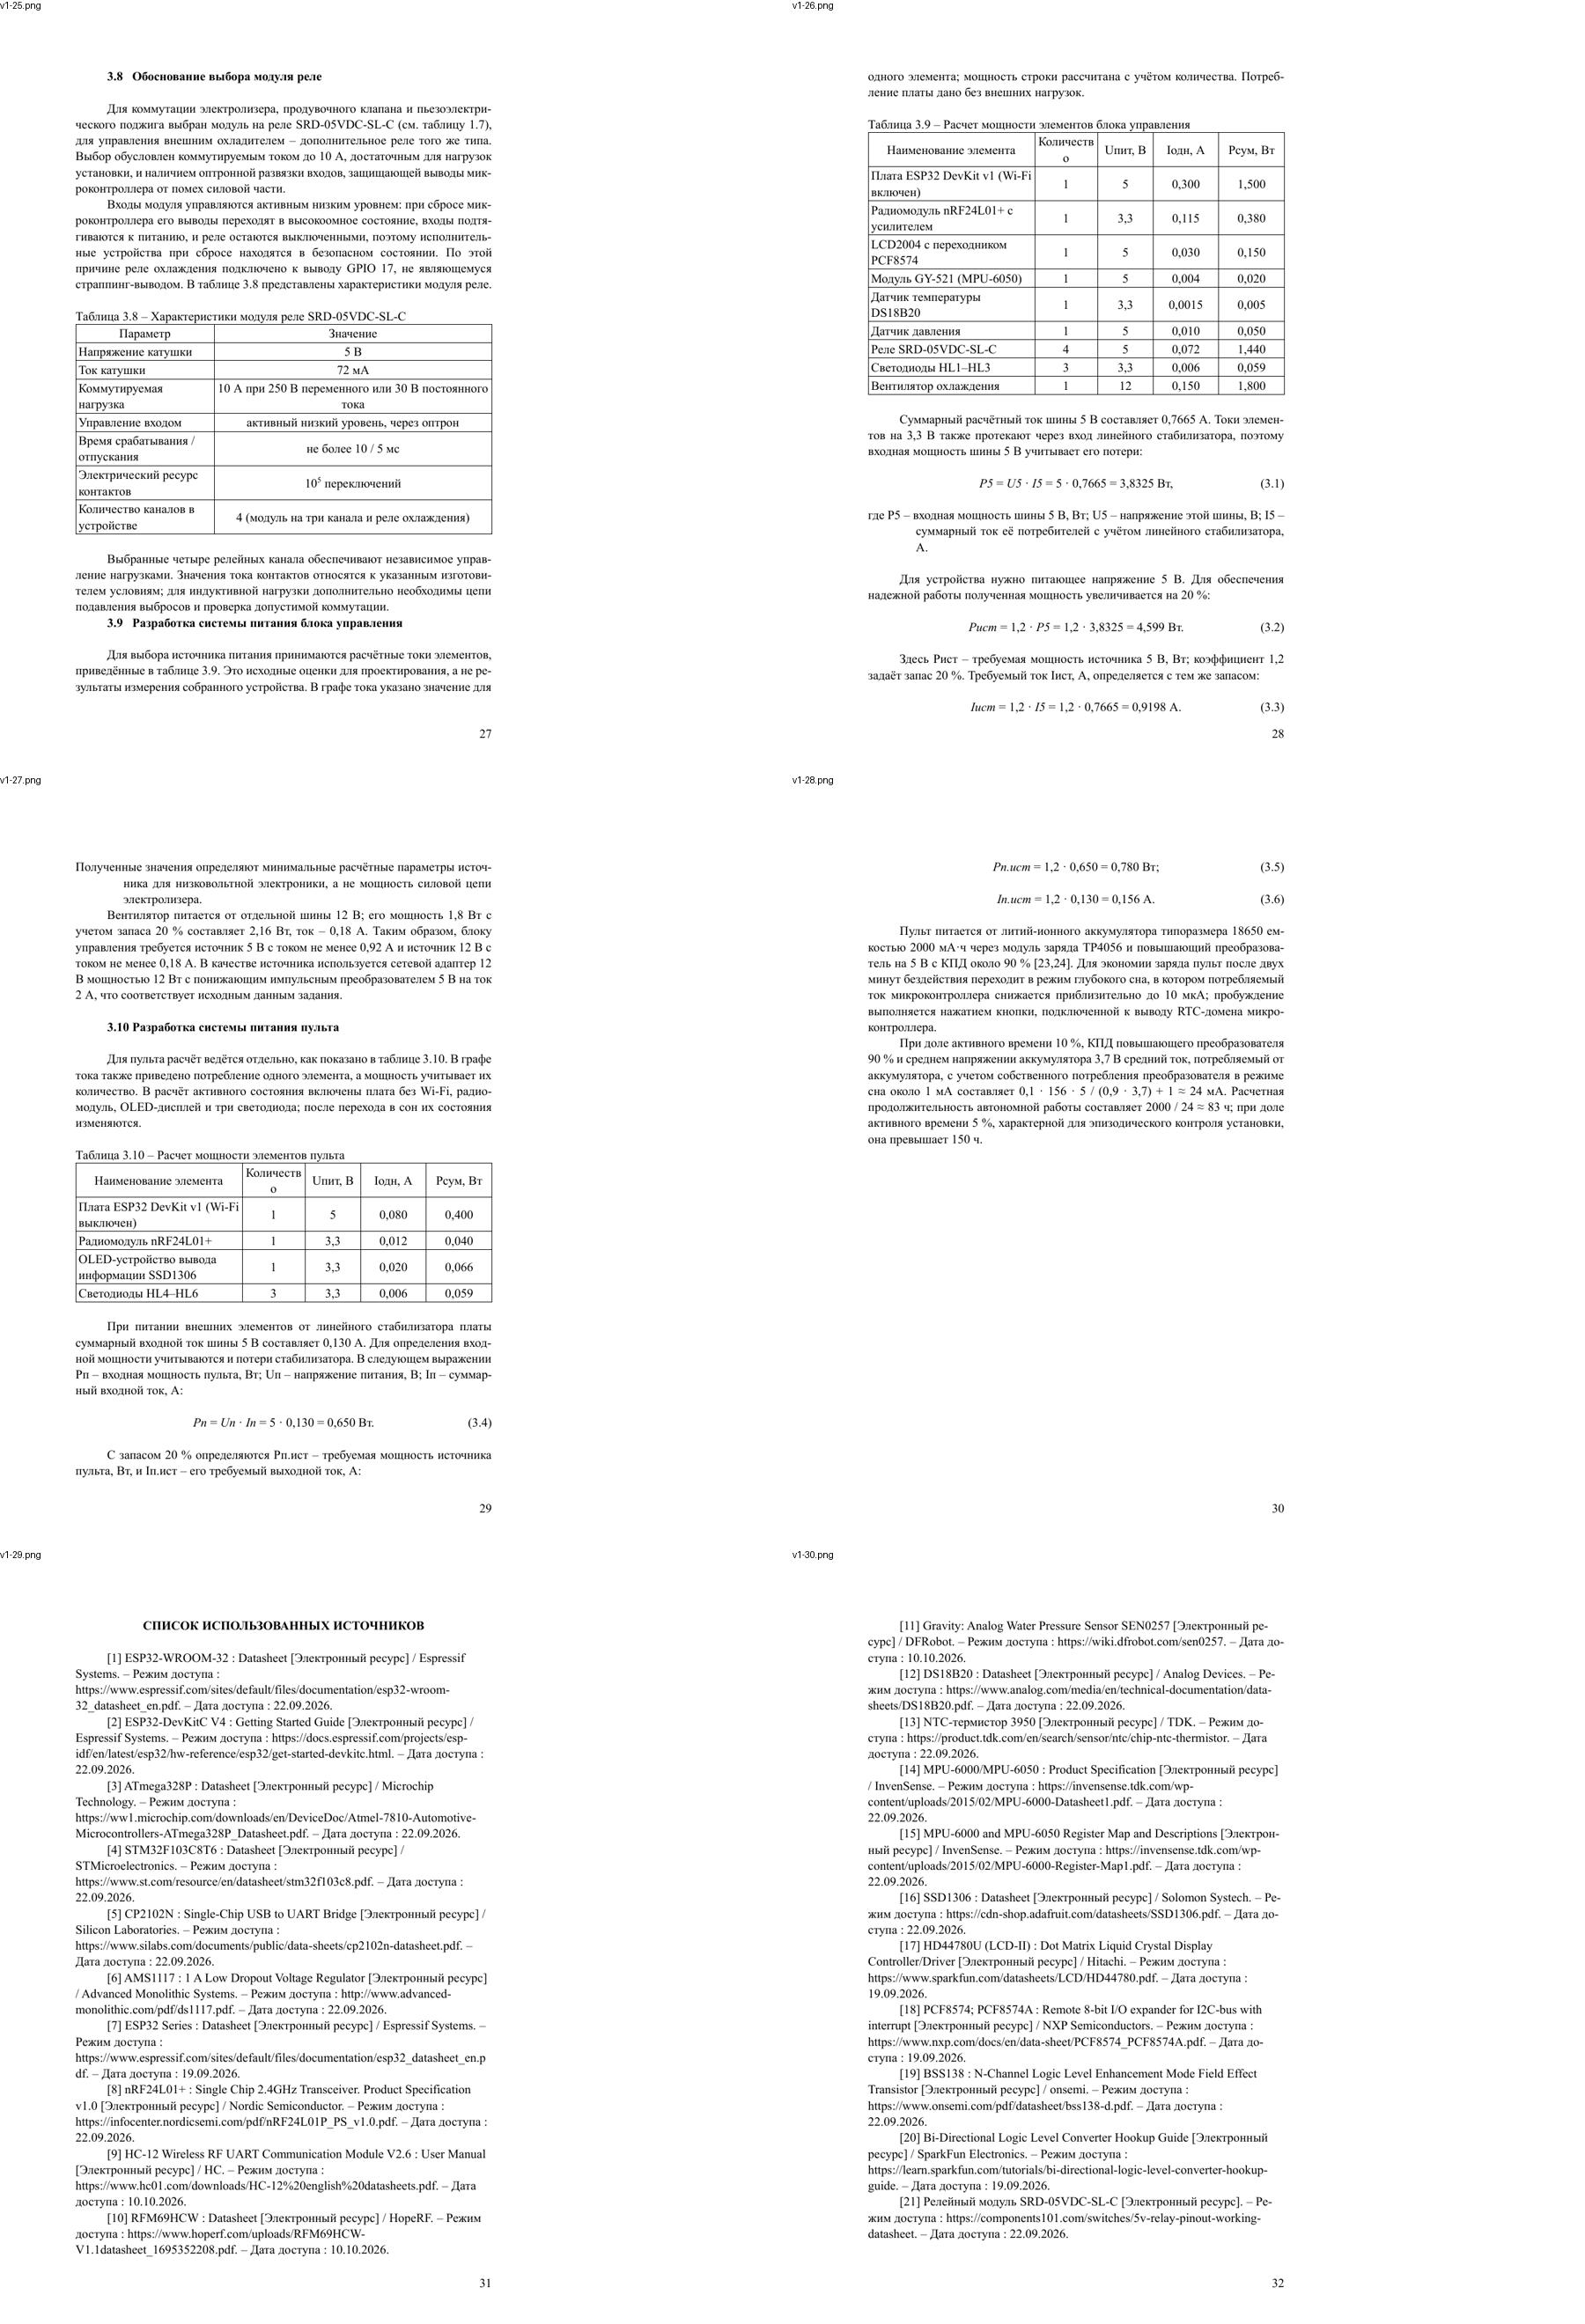 v1-25.png
3.8 Обоснование выбора модуля реле
Для коммутации электролизера, продувочного клапана и пьезоэлектри-
ческого поджига выбран модуль на реле SRD-05VDC-SL-C (см. таблицу 1.7),
для управления внешним охладителем – дополнительное реле того же типа.
Выбор обусловлен коммутируемым током до 10 А, достаточным для нагрузок
установки, и наличием оптронной развязки входов, защищающей выводы мик-
роконтроллера от помех силовой части.
Входы модуля управляются активным низким уровнем: при сбросе мик-
роконтроллера его выводы переходят в высокоомное состояние, входы подтя-
гиваются к питанию, и реле остаются выключенными, поэтому исполнитель-
ные устройства при сбросе находятся в безопасном состоянии. По этой
причине реле охлаждения подключено к выводу GPIO 17, не являющемуся
страппинг-выводом. В таблице 3.8 представлены характеристики модуля реле.
Таблица 3.8 – Характеристики модуля реле SRD-05VDC-SL-C
Параметр Значение
Напряжение катушки 5 В
Ток катушки 72 мА
Коммутируемая нагрузка 10 А при 250 В переменного или 30 В постоянного тока
Управление входом активный низкий уровень, через оптрон
Время срабатывания / отпускания не более 10 / 5 мс
Электрический ресурс контактов 10⁵ переключений
Количество каналов в устройстве 4 (модуль на три канала и реле охлаждения)
Выбранные четыре релейных канала обеспечивают независимое управ-
ление нагрузками. Значения тока контактов относятся к указанным изготови-
телем условиям; для индуктивной нагрузки дополнительно необходимы цепи
подавления выбросов и проверка допустимой коммутации.
3.9 Разработка системы питания блока управления
Для выбора источника питания принимаются расчётные токи элементов,
приведённые в таблице 3.9. Это исходные оценки для проектирования, а не ре-
зультаты измерения собранного устройства. В графе тока указано значение для
27
v1-26.png
одного элемента; мощность строки рассчитана с учётом количества. Потреб-
ление платы дано без внешних нагрузок.
Таблица 3.9 – Расчет мощности элементов блока управления
Наименование элемента Количество Uпит, В Iодн, А Pсум, Вт
Плата ESP32 DevKit v1 (Wi-Fi включен) 1 5 0,300 1,500
Радиомодуль nRF24L01+ с усилителем 1 3,3 0,115 0,380
LCD2004 с переходником PCF8574 1 5 0,030 0,150
Модуль GY-521 (MPU-6050) 1 5 0,004 0,020
Датчик температуры DS18B20 1 3,3 0,0015 0,005
Датчик давления 1 5 0,010 0,050
Реле SRD-05VDC-SL-C 4 5 0,072 1,440
Светодиоды HL1–HL3 3 3,3 0,006 0,059
Вентилятор охлаждения 1 12 0,150 1,800
Суммарный расчётный ток шины 5 В составляет 0,7665 А. Токи элемен-
тов на 3,3 В также протекают через вход линейного стабилизатора, поэтому
входная мощность шины 5 В учитывает его потери:
P5 = U5 · I5 = 5 · 0,7665 = 3,8325 Вт, (3.1)
где P5 – входная мощность шины 5 В, Вт; U5 – напряжение этой шины, В; I5 –
суммарный ток её потребителей с учётом линейного стабилизатора,
А.
Для устройства нужно питающее напряжение 5 В. Для обеспечения
надежной работы полученная мощность увеличивается на 20 %:
Pист = 1,2 · P5 = 1,2 · 3,8325 = 4,599 Вт. (3.2)
Здесь Pист – требуемая мощность источника 5 В, Вт; коэффициент 1,2
задаёт запас 20 %. Требуемый ток Iист, А, определяется с тем же запасом:
Iист = 1,2 · I5 = 1,2 · 0,7665 = 0,9198 А. (3.3)
28
v1-27.png
Полученные значения определяют минимальные расчётные параметры источ-
ника для низковольтной электроники, а не мощность силовой цепи
электролизера.
Вентилятор питается от отдельной шины 12 В; его мощность 1,8 Вт с
учетом запаса 20 % составляет 2,16 Вт, ток – 0,18 А. Таким образом, блоку
управления требуется источник 5 В с током не менее 0,92 А и источник 12 В с
током не менее 0,18 А. В качестве источника используется сетевой адаптер 12
В мощностью 12 Вт с понижающим импульсным преобразователем 5 В на ток
2 А, что соответствует исходным данным задания.
3.10 Разработка системы питания пульта
Для пульта расчёт ведётся отдельно, как показано в таблице 3.10. В графе
тока также приведено потребление одного элемента, а мощность учитывает их
количество. В расчёт активного состояния включены плата без Wi-Fi, радио-
модуль, OLED-дисплей и три светодиода; после перехода в сон их состояния
изменяются.
Таблица 3.10 – Расчет мощности элементов пульта
Наименование элемента Количество Uпит, В Iодн, А Pсум, Вт
Плата ESP32 DevKit v1 (Wi-Fi выключен) 1 5 0,080 0,400
Радиомодуль nRF24L01+ 1 3,3 0,012 0,040
OLED-устройство вывода информации SSD1306 1 3,3 0,020 0,066
Светодиоды HL4–HL6 3 3,3 0,006 0,059
При питании внешних элементов от линейного стабилизатора платы
суммарный входной ток шины 5 В составляет 0,130 А. Для определения вход-
ной мощности учитываются и потери стабилизатора. В следующем выражении
Pп – входная мощность пульта, Вт; Uп – напряжение питания, В; Iп – суммар-
ный входной ток, А:
Pп = Uп · Iп = 5 · 0,130 = 0,650 Вт. (3.4)
С запасом 20 % определяются Pп.ист – требуемая мощность источника
пульта, Вт, и Iп.ист – его требуемый выходной ток, А:
29
v1-28.png
Pп.ист = 1,2 · 0,650 = 0,780 Вт; (3.5)
Iп.ист = 1,2 · 0,130 = 0,156 А. (3.6)
Пульт питается от литий-ионного аккумулятора типоразмера 18650 ем-
костью 2000 мА·ч через модуль заряда TP4056 и повышающий преобразова-
тель на 5 В с КПД около 90 % [23,24]. Для экономии заряда пульт после двух
минут бездействия переходит в режим глубокого сна, в котором потребляемый
ток микроконтроллера снижается приблизительно до 10 мкА; пробуждение
выполняется нажатием кнопки, подключенной к выводу RTC-домена микро-
контроллера.
При доле активного времени 10 %, КПД повышающего преобразователя
90 % и среднем напряжении аккумулятора 3,7 В средний ток, потребляемый от
аккумулятора, с учетом собственного потребления преобразователя в режиме
сна около 1 мА составляет 0,1 · 156 · 5 / (0,9 · 3,7) + 1 ≈ 24 мА. Расчетная
продолжительность автономной работы составляет 2000 / 24 ≈ 83 ч; при доле
активного времени 5 %, характерной для эпизодического контроля установки,
она превышает 150 ч.
30
v1-29.png
СПИСОК ИСПОЛЬЗОВАННЫХ ИСТОЧНИКОВ
[1] ESP32-WROOM-32 : Datasheet [Электронный ресурс] / Espressif
Systems. – Режим доступа :
https://www.espressif.com/sites/default/files/documentation/esp32-wroom-
32_datasheet_en.pdf. – Дата доступа : 22.09.2026.
[2] ESP32-DevKitC V4 : Getting Started Guide [Электронный ресурс] /
Espressif Systems. – Режим доступа : https://docs.espressif.com/projects/esp-
idf/en/latest/esp32/hw-reference/esp32/get-started-devkitc.html. – Дата доступа :
22.09.2026.
[3] ATmega328P : Datasheet [Электронный ресурс] / Microchip
Technology. – Режим доступа :
https://ww1.microchip.com/downloads/en/DeviceDoc/Atmel-7810-Automotive-
Microcontrollers-ATmega328P_Datasheet.pdf. – Дата доступа : 22.09.2026.
[4] STM32F103C8T6 : Datasheet [Электронный ресурс] /
STMicroelectronics. – Режим доступа :
https://www.st.com/resource/en/datasheet/stm32f103c8.pdf. – Дата доступа :
22.09.2026.
[5] CP2102N : Single-Chip USB to UART Bridge [Электронный ресурс] /
Silicon Laboratories. – Режим доступа :
https://www.silabs.com/documents/public/data-sheets/cp2102n-datasheet.pdf. –
Дата доступа : 22.09.2026.
[6] AMS1117 : 1 A Low Dropout Voltage Regulator [Электронный ресурс]
/ Advanced Monolithic Systems. – Режим доступа : http://www.advanced-
monolithic.com/pdf/ds1117.pdf. – Дата доступа : 22.09.2026.
[7] ESP32 Series : Datasheet [Электронный ресурс] / Espressif Systems. –
Режим доступа :
https://www.espressif.com/sites/default/files/documentation/esp32_datasheet_en.p
df. – Дата доступа : 19.09.2026.
[8] nRF24L01+ : Single Chip 2.4GHz Transceiver. Product Specification
v1.0 [Электронный ресурс] / Nordic Semiconductor. – Режим доступа :
https://infocenter.nordicsemi.com/pdf/nRF24L01P_PS_v1.0.pdf. – Дата доступа :
22.09.2026.
[9] HC-12 Wireless RF UART Communication Module V2.6 : User Manual
[Электронный ресурс] / HC. – Режим доступа :
https://www.hc01.com/downloads/HC-12%20english%20datasheets.pdf. – Дата
доступа : 10.10.2026.
[10] RFM69HCW : Datasheet [Электронный ресурс] / HopeRF. – Режим
доступа : https://www.hoperf.com/uploads/RFM69HCW-
V1.1datasheet_1695352208.pdf. – Дата доступа : 10.10.2026.
31
v1-30.png
[11] Gravity: Analog Water Pressure Sensor SEN0257 [Электронный ре-
сурс] / DFRobot. – Режим доступа : https://wiki.dfrobot.com/sen0257. – Дата до-
ступа : 10.10.2026.
[12] DS18B20 : Datasheet [Электронный ресурс] / Analog Devices. – Ре-
жим доступа : https://www.analog.com/media/en/technical-documentation/data-
sheets/DS18B20.pdf. – Дата доступа : 22.09.2026.
[13] NTC-термистор 3950 [Электронный ресурс] / TDK. – Режим до-
ступа : https://product.tdk.com/en/search/sensor/ntc/chip-ntc-thermistor. – Дата
доступа : 22.09.2026.
[14] MPU-6000/MPU-6050 : Product Specification [Электронный ресурс]
/ InvenSense. – Режим доступа : https://invensense.tdk.com/wp-
content/uploads/2015/02/MPU-6000-Datasheet1.pdf. – Дата доступа :
22.09.2026.
[15] MPU-6000 and MPU-6050 Register Map and Descriptions [Электрон-
ный ресурс] / InvenSense. – Режим доступа : https://invensense.tdk.com/wp-
content/uploads/2015/02/MPU-6000-Register-Map1.pdf. – Дата доступа :
22.09.2026.
[16] SSD1306 : Datasheet [Электронный ресурс] / Solomon Systech. – Ре-
жим доступа : https://cdn-shop.adafruit.com/datasheets/SSD1306.pdf. – Дата до-
ступа : 22.09.2026.
[17] HD44780U (LCD-II) : Dot Matrix Liquid Crystal Display
Controller/Driver [Электронный ресурс] / Hitachi. – Режим доступа :
https://www.sparkfun.com/datasheets/LCD/HD44780.pdf. – Дата доступа :
19.09.2026.
[18] PCF8574; PCF8574A : Remote 8-bit I/O expander for I2C-bus with
interrupt [Электронный ресурс] / NXP Semiconductors. – Режим доступа :
https://www.nxp.com/docs/en/data-sheet/PCF8574_PCF8574A.pdf. – Дата до-
ступа : 19.09.2026.
[19] BSS138 : N-Channel Logic Level Enhancement Mode Field Effect
Transistor [Электронный ресурс] / onsemi. – Режим доступа :
https://www.onsemi.com/pdf/datasheet/bss138-d.pdf. – Дата доступа :
22.09.2026.
[20] Bi-Directional Logic Level Converter Hookup Guide [Электронный
ресурс] / SparkFun Electronics. – Режим доступа :
https://learn.sparkfun.com/tutorials/bi-directional-logic-level-converter-hookup-
guide. – Дата доступа : 19.09.2026.
[21] Релейный модуль SRD-05VDC-SL-C [Электронный ресурс]. – Ре-
жим доступа : https://components101.com/switches/5v-relay-pinout-working-
datasheet. – Дата доступа : 22.09.2026.
32